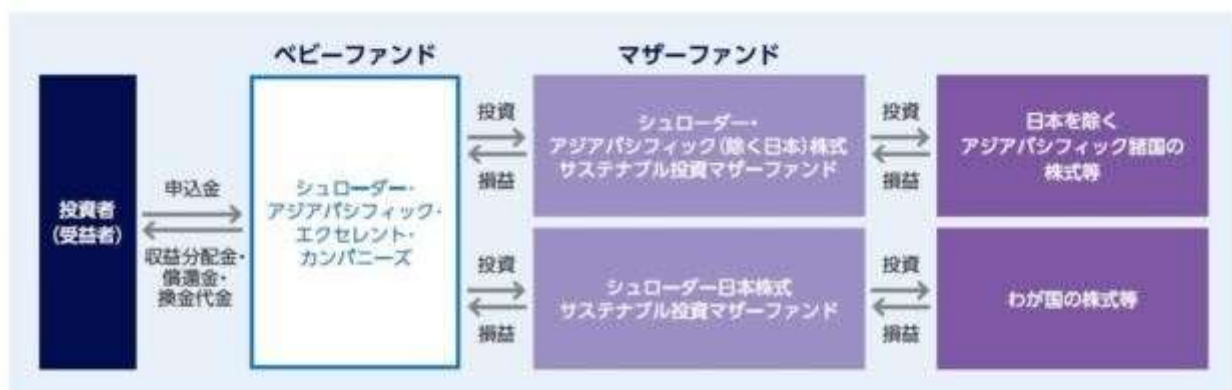 ベビーファンド
マザーファンド
投資者
(受益者)
申込金
収益分配金・
償還金・
換金代金
シュローダー・
アジアパシフィック・
エクセレント・
カンパニーズ
投資
損益
シュローダー・
アジアパシフィック(除く日本)株式
サステナブル投資マザーファンド
投資
損益
日本を除く
アジアパシフィック諸国の
株式等
投資
損益
シュローダー日本株式
サステナブル投資マザーファンド
投資
損益
わが国の株式等